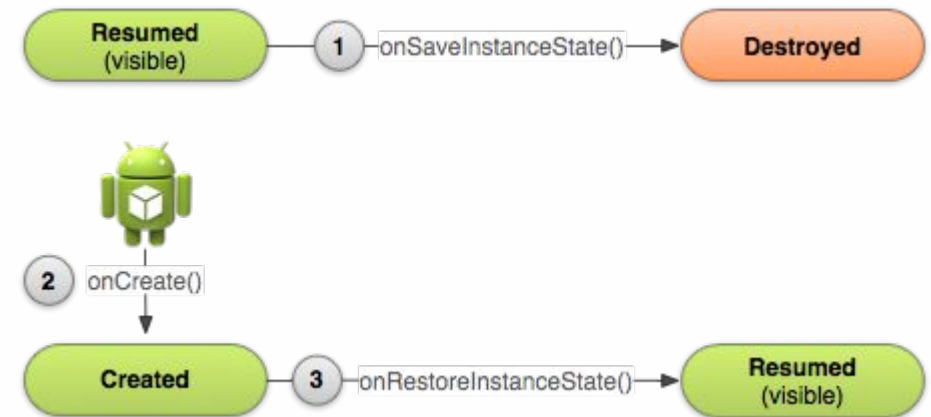 Resumed
(visible)
1
onSaveInstanceState()
Destroyed
2
onCreate()
Created
3
onRestoreInstanceState()
Resumed
(visible)